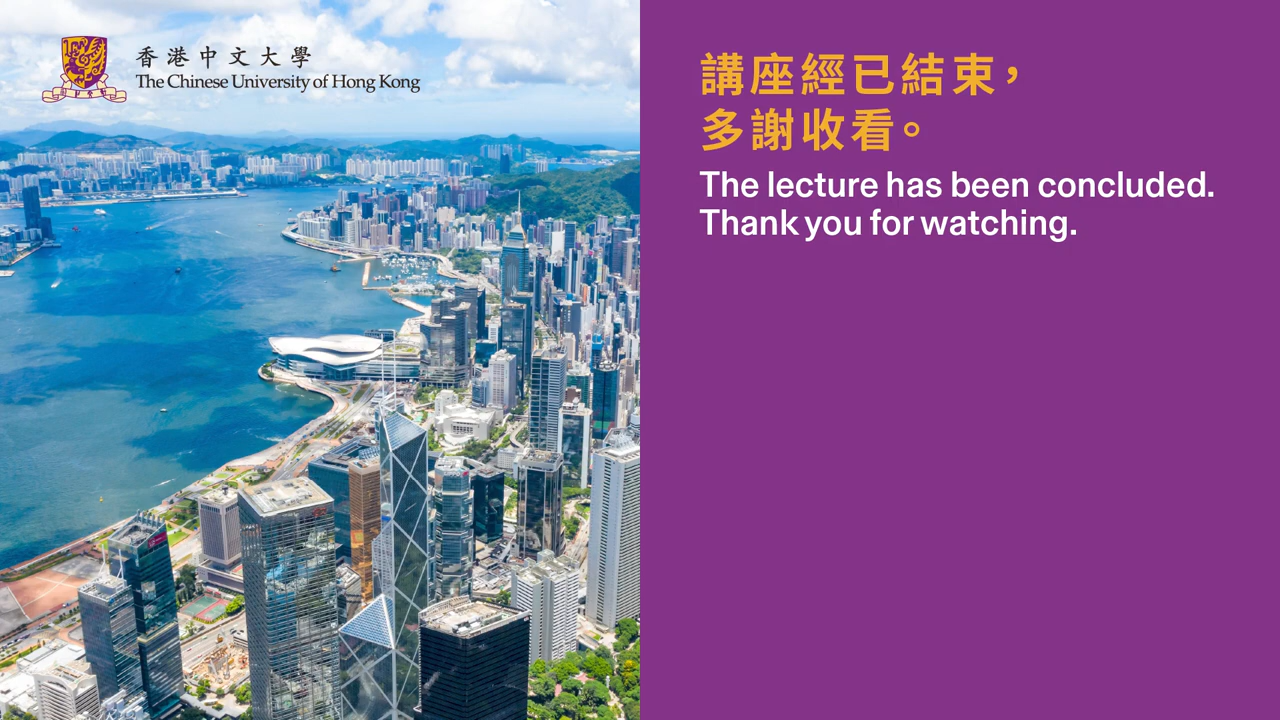 香港中文大學
The Chinese University of Hong Kong
講座經已結束，
多謝收看。
The lecture has been concluded.
Thank you for watching.